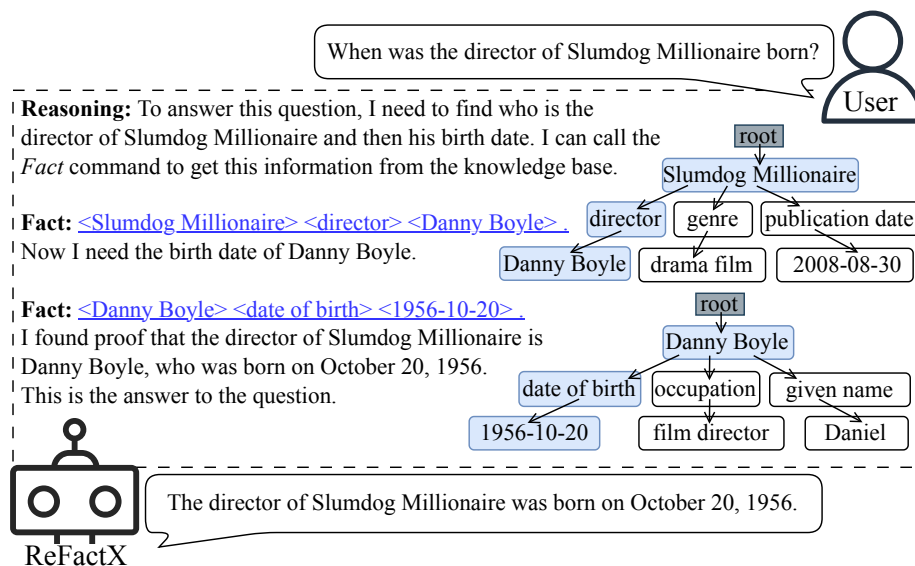 When was the director of Slumdog Millionaire born?
User
Reasoning: To answer this question, I need to find who is the
director of Slumdog Millionaire and then his birth date. I can call the
Fact command to get this information from the knowledge base.
Fact: <Slumdog Millionaire> <director> <Danny Boyle> .
Now I need the birth date of Danny Boyle.
root
Slumdog Millionaire
director
genre
publication date
Danny Boyle
drama film
2008-08-30
Fact: <Danny Boyle> <date of birth> <1956-10-20> .
I found proof that the director of Slumdog Millionaire is
Danny Boyle, who was born on October 20, 1956.
This is the answer to the question.
root
Danny Boyle
date of birth
occupation
given name
1956-10-20
film director
Daniel
The director of Slumdog Millionaire was born on October 20, 1956.
ReFactX